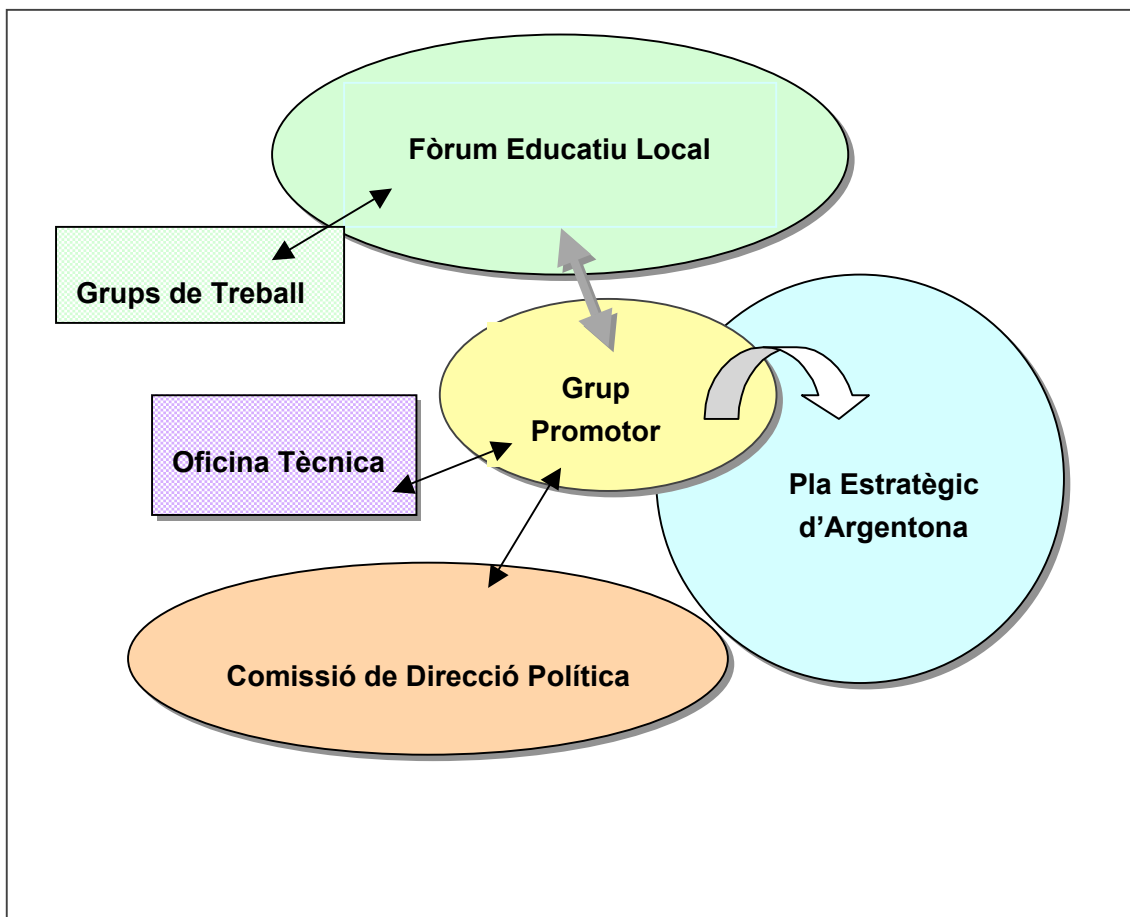 Fòrum Educatiu Local
Grups de Treball
Grup
Promotor
Oficina Tècnica
Pla Estratègic
d’Argentona
Comissió de Direcció Política